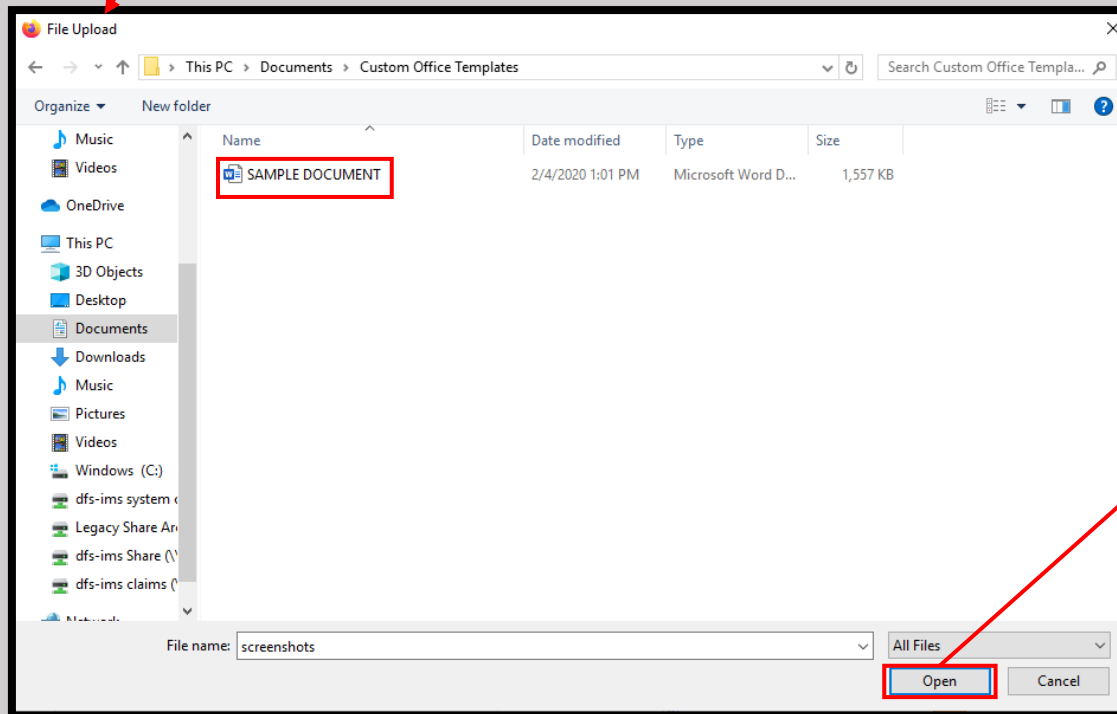 File Upload
This PC > Documents > Custom Office Templates
Search Custom Office Templa...
Organize New folder
Name Date modified Type Size
SAMPLE DOCUMENT 2/4/2020 1:01 PM Microsoft Word D... 1,557 KB
Music
Videos
OneDrive
This PC
3D Objects
Desktop
Documents
Downloads
Music
Pictures
Videos
Windows (C:)
dfs-ims system
Legacy Share
dfs-ims Share (\
dfs-ims claims (
Network
File name: screenshots All Files
Open Cancel